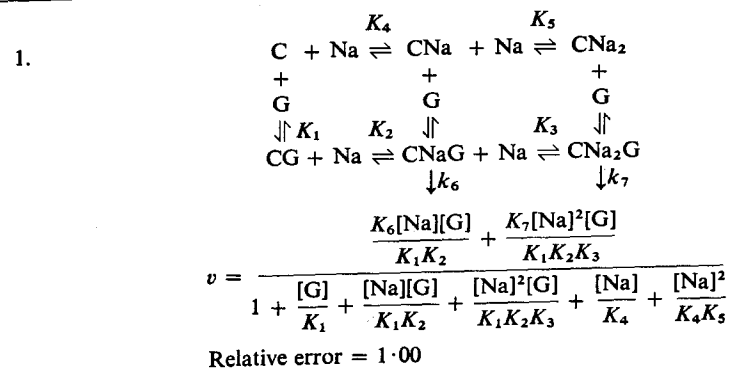 1.
K₄ K₅
C + Na ⇌ CNa + Na ⇌ CNa₂
+ + +
G G G
⥯ K₁ K₂ ⥯ K₃ ⥯
CG + Na ⇌ CNaG + Na ⇌ CNa₂G
↓k₆ ↓k₇
K₆[Na][G] K₇[Na]²[G]
+
K₁K₂ K₁K₂K₃
v =
[G] [Na][G] [Na]²[G] [Na] [Na]²
1 + + + + +
K₁ K₁K₂ K₁K₂K₃ K₄ K₄K₅
Relative error = 1·00